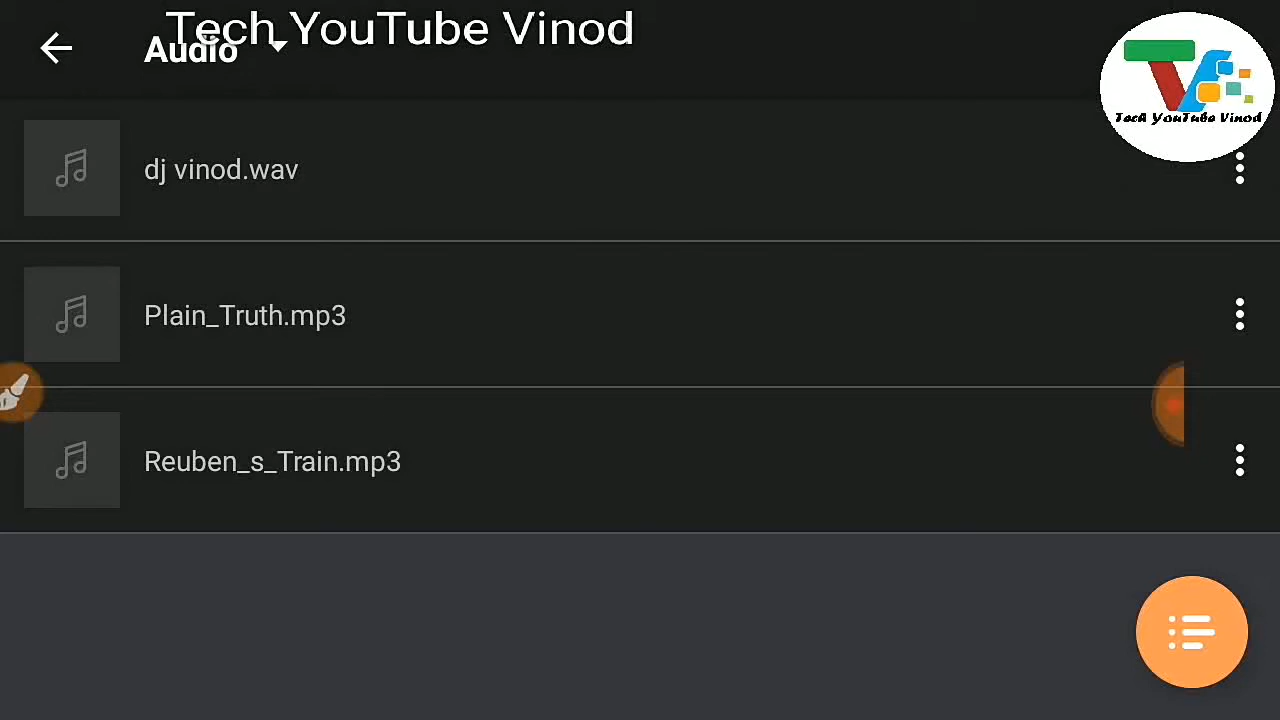 Tech YouTube Vinod
Audio
Tech YouTube Vinod
dj vinod.wav
Plain_Truth.mp3
Reuben_s_Train.mp3